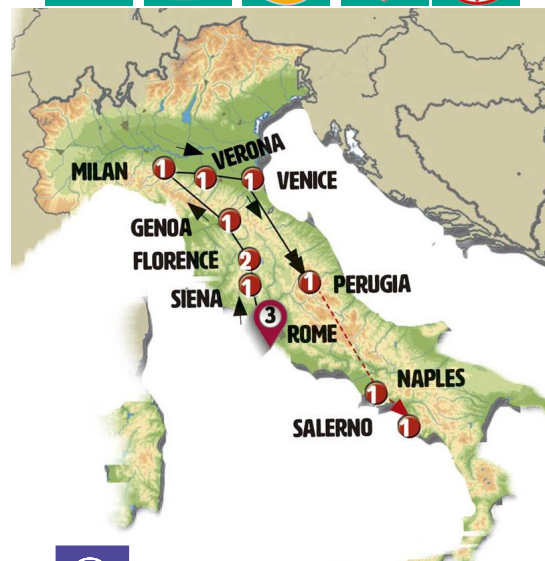 VERONA
MILAN 1 1 1 VENICE
GENOA 1
FLORENCE 2
SIENA 1
1 PERUGIA
3 ROME
1 NAPLES
SALERNO 1